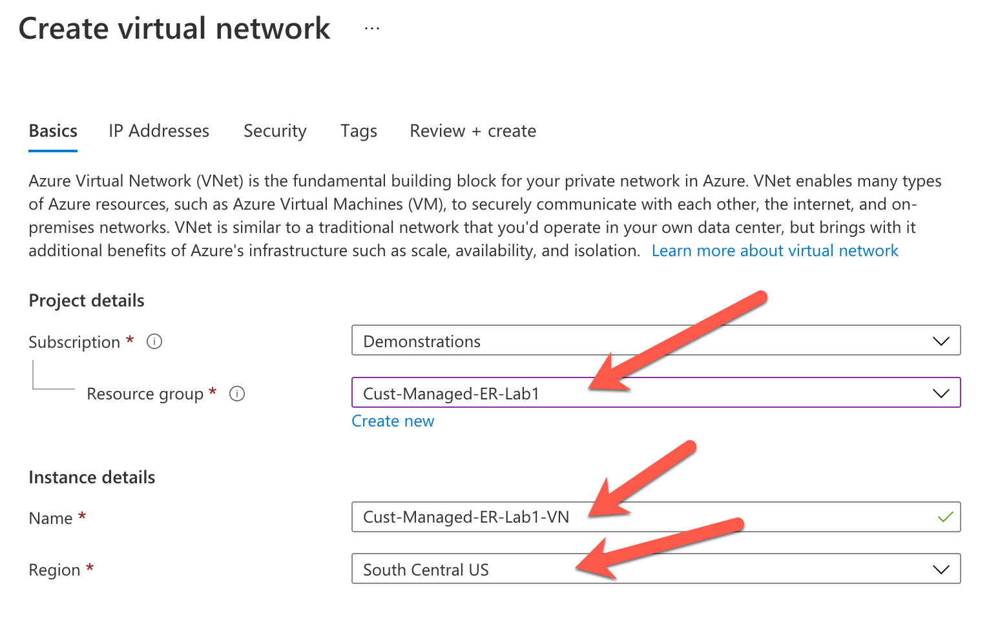 Create virtual network ...
Basics IP Addresses Security Tags Review + create
Azure Virtual Network (VNet) is the fundamental building block for your private network in Azure. VNet enables many types
of Azure resources, such as Azure Virtual Machines (VM), to securely communicate with each other, the internet, and on-
premises networks. VNet is similar to a traditional network that you'd operate in your own data center, but brings with it
additional benefits of Azure's infrastructure such as scale, availability, and isolation. Learn more about virtual network
Project details
Subscription * Demonstrations
Resource group * Cust-Managed-ER-Lab1
Create new
Instance details
Name * Cust-Managed-ER-Lab1-VN
Region * South Central US